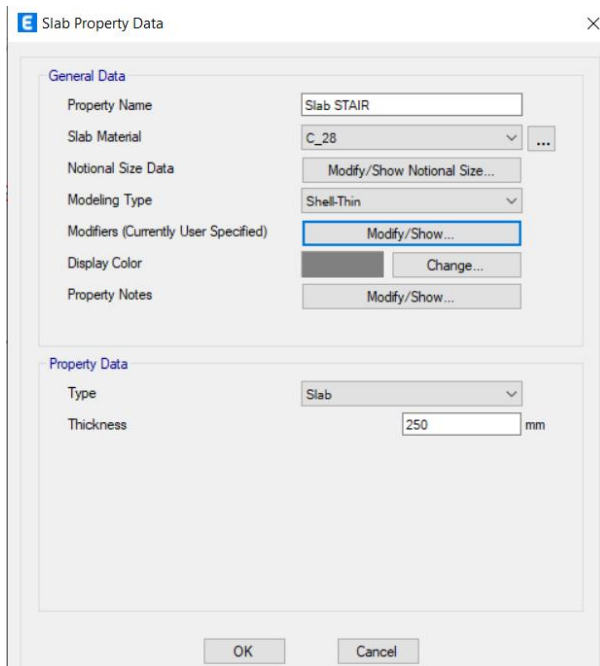 E Slab Property Data
General Data
Property Name Slab STAIR
Slab Material C_28 ...
Notional Size Data Modify/Show Notional Size...
Modeling Type Shell-Thin
Modifiers (Currently User Specified) Modify/Show...
Display Color Change...
Property Notes Modify/Show...
Property Data
Type Slab
Thickness 250 mm
OK Cancel